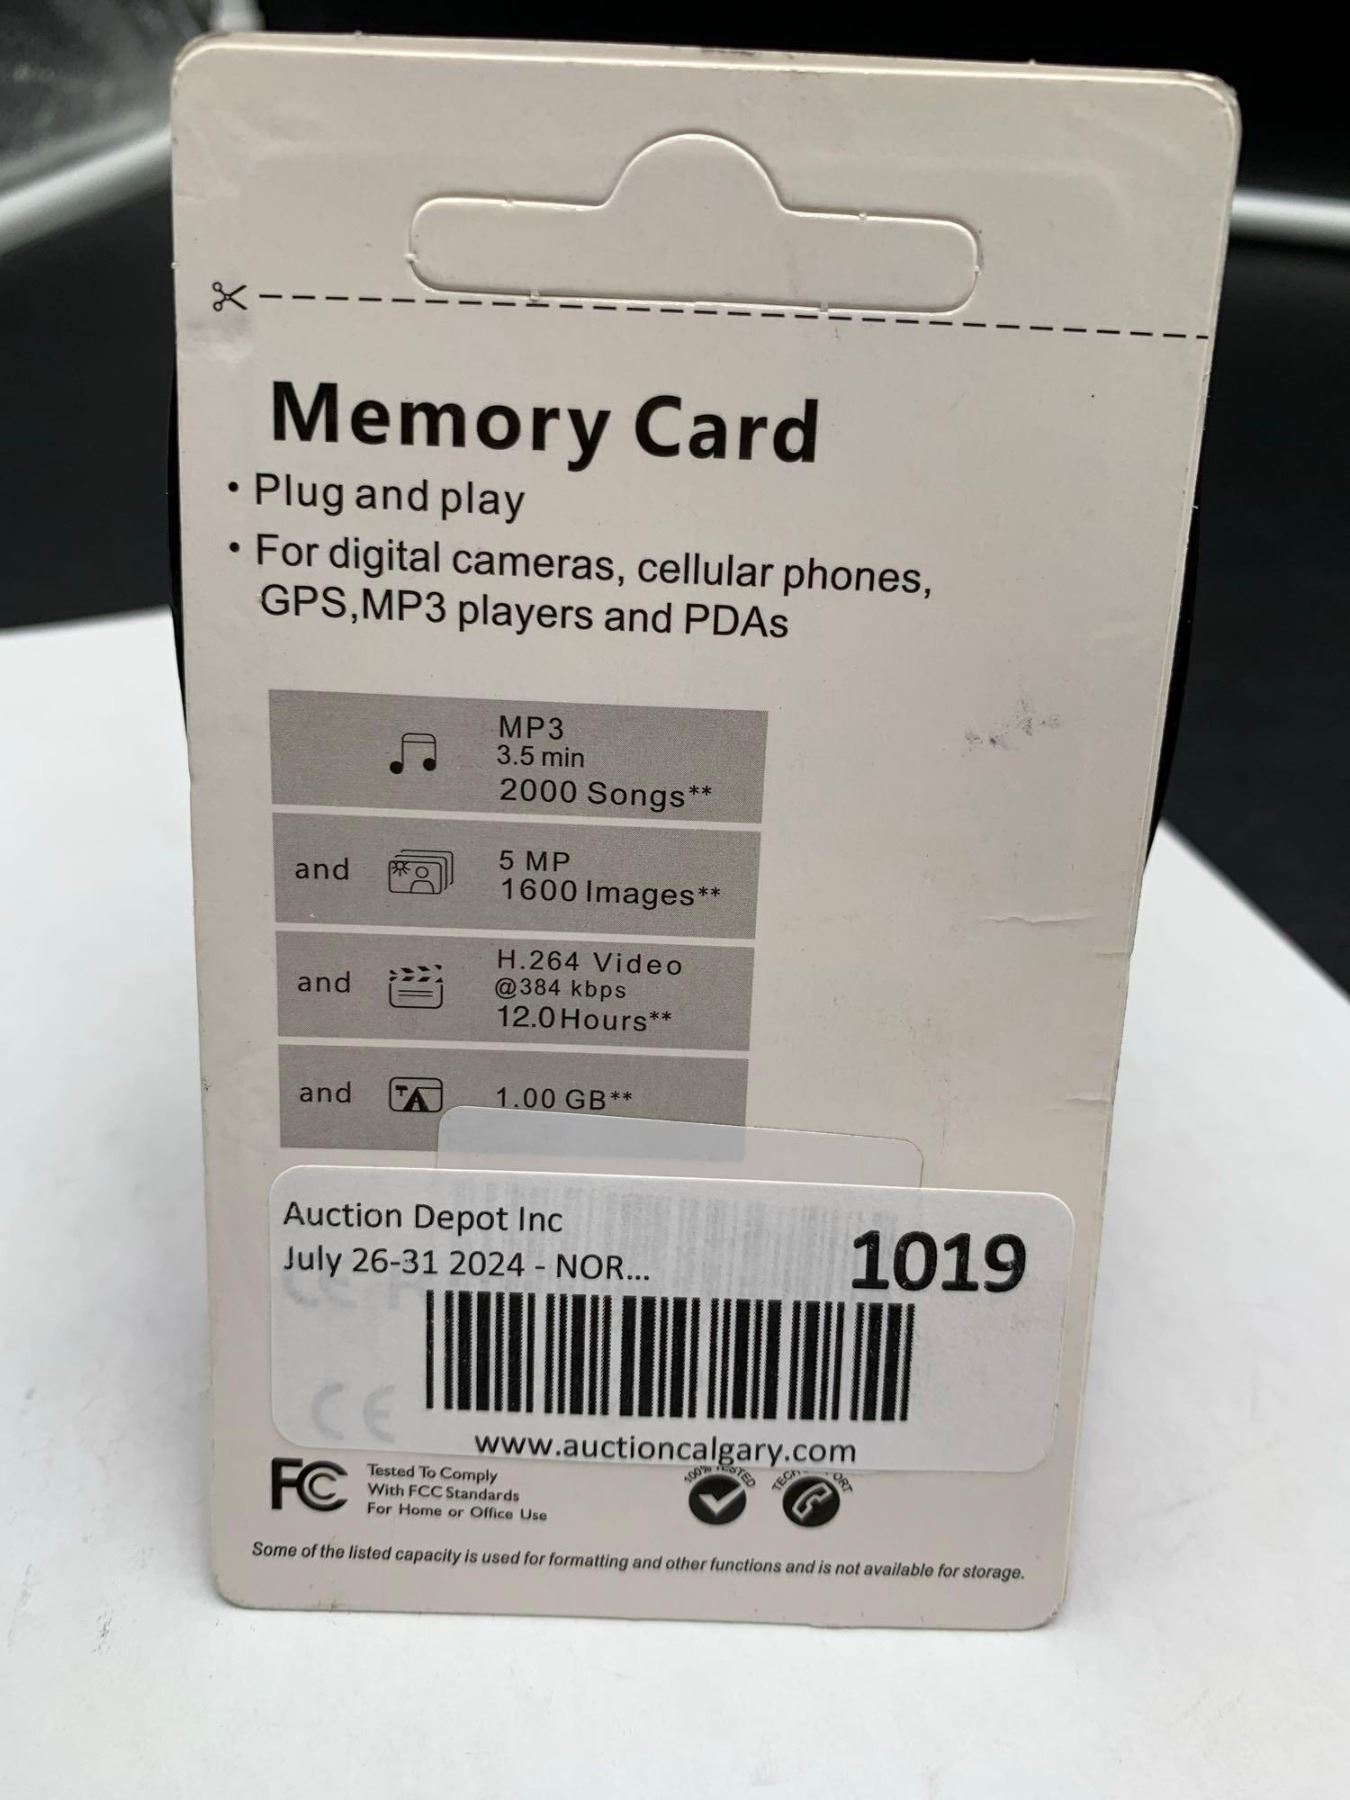 Memory Card
• Plug and play
• For digital cameras, cellular phones,
GPS,MP3 players and PDAs
MP3
3.5 min
2000 Songs**
and
5 MP
1600 Images**
and
H.264 Video
@384 kbps
12.0 Hours**
and
1.00 GB**
Auction Depot Inc
July 26-31 2024 - NOR...
1019
www.auctioncalgary.com
CE
FC
Tested To Comply
With FCC Standards
For Home or Office Use
100% TESTED
Some of the listed capacity is used for formatting and other functions and is not available for storage.